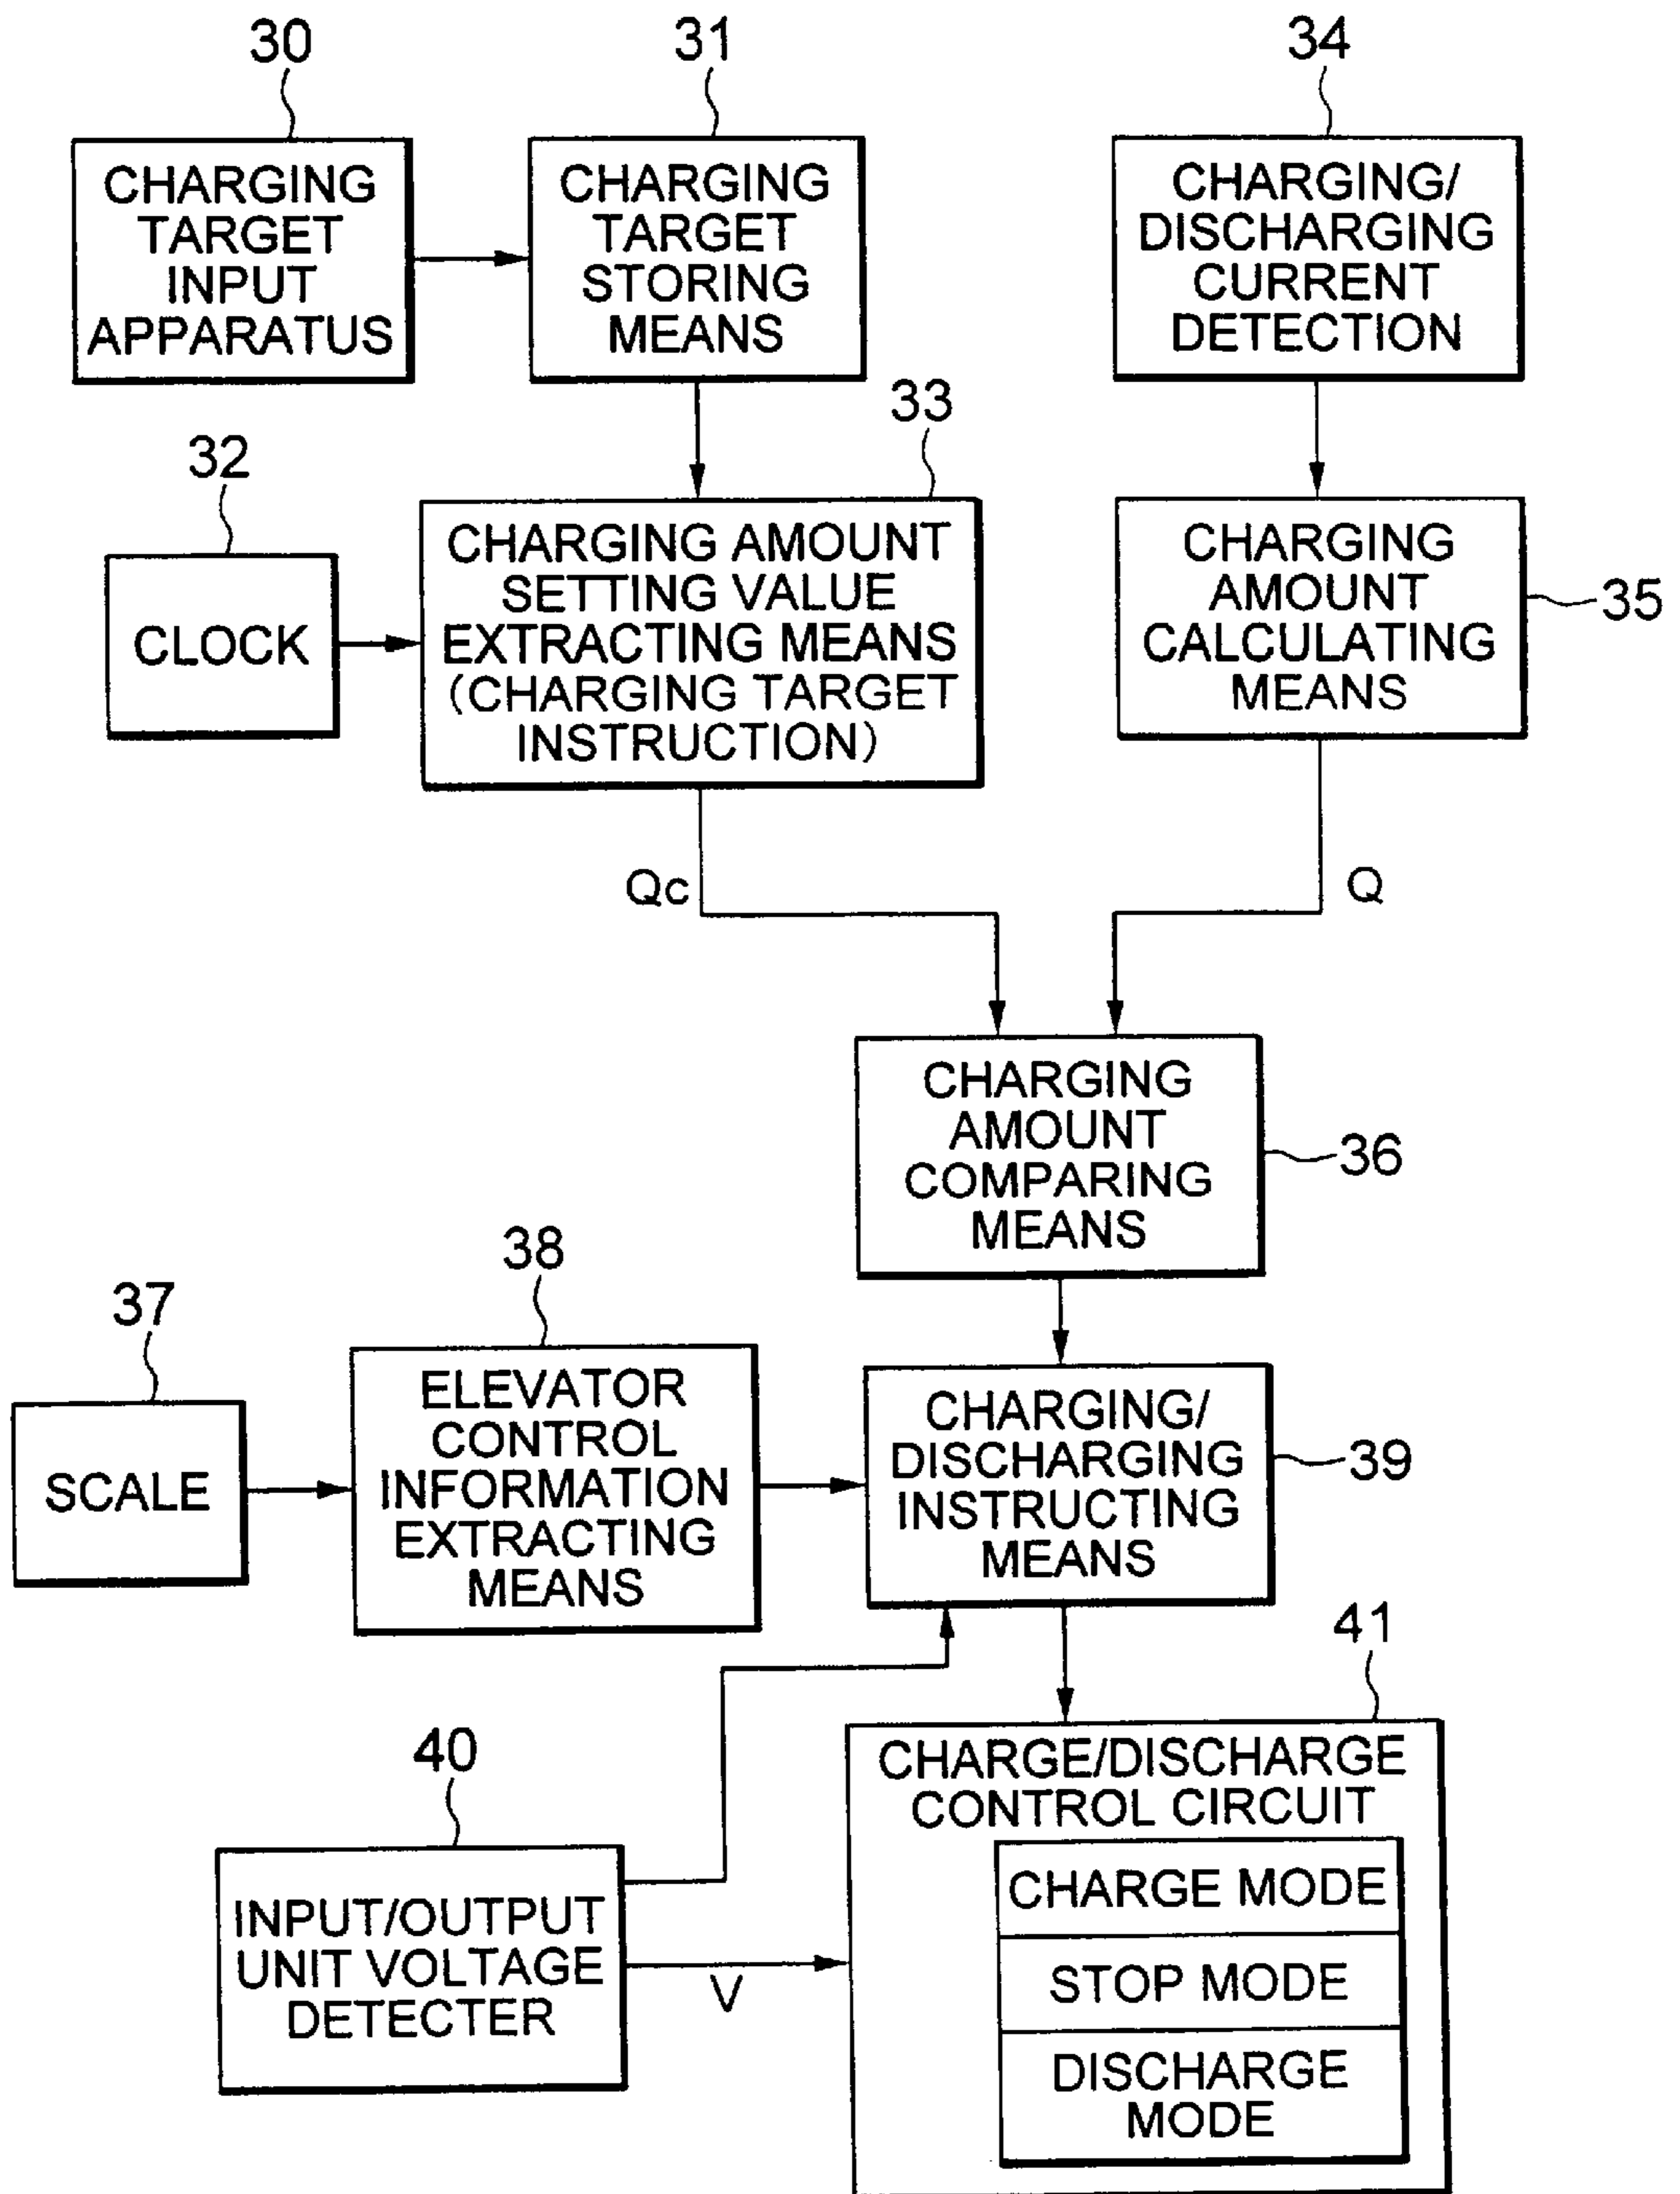 30
CHARGING
TARGET
INPUT
APPARATUS
31
CHARGING
TARGET
STORING
MEANS
34
CHARGING/
DISCHARGING
CURRENT
DETECTION
32
CLOCK
33
CHARGING AMOUNT
SETTING VALUE
EXTRACTING MEANS
(CHARGING TARGET
INSTRUCTION)
CHARGING
AMOUNT
CALCULATING
MEANS
35
Qc
Q
CHARGING
AMOUNT
COMPARING
MEANS
36
37
SCALE
38
ELEVATOR
CONTROL
INFORMATION
EXTRACTING
MEANS
CHARGING/
DISCHARGING
INSTRUCTING
MEANS
39
40
INPUT/OUTPUT
UNIT VOLTAGE
DETECTER
V
41
CHARGE/DISCHARGE
CONTROL CIRCUIT
CHARGE MODE
STOP MODE
DISCHARGE
MODE